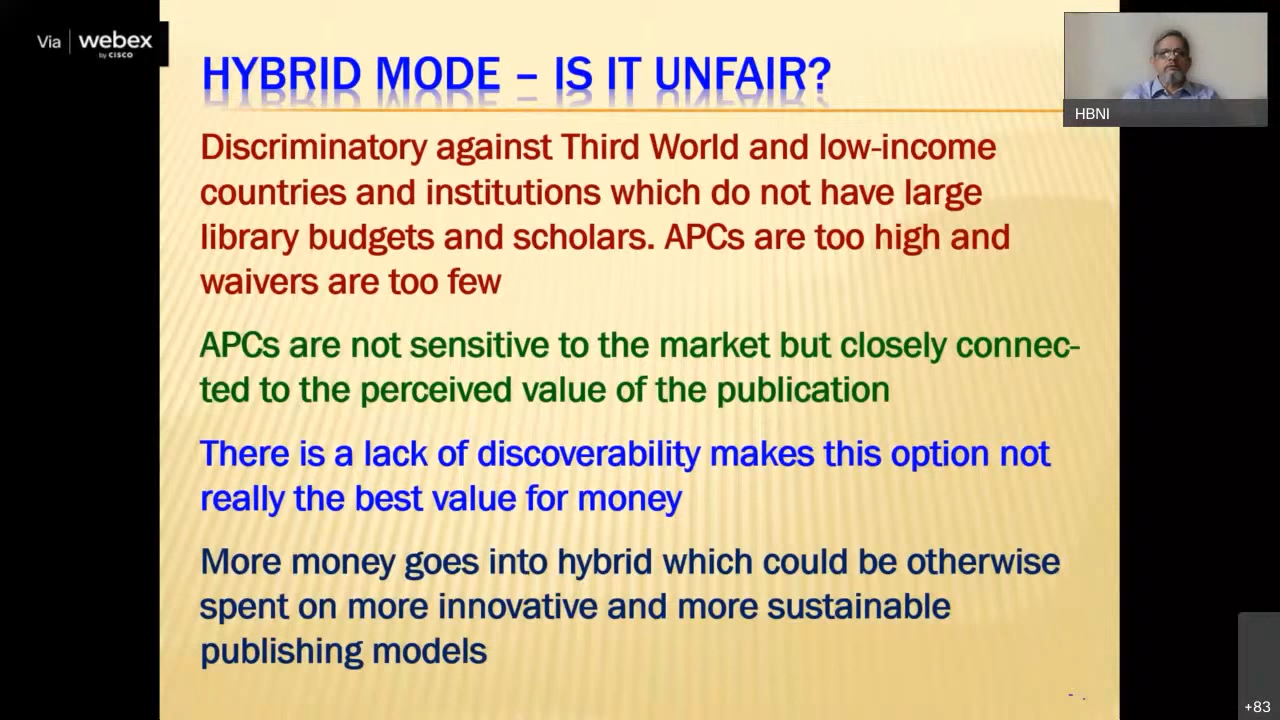 Via webex
by CISCO
HYBRID MODE – IS IT UNFAIR?
HBNI
Discriminatory against Third World and low-income
countries and institutions which do not have large
library budgets and scholars. APCs are too high and
waivers are too few
APCs are not sensitive to the market but closely connec-
ted to the perceived value of the publication
There is a lack of discoverability makes this option not
really the best value for money
More money goes into hybrid which could be otherwise
spent on more innovative and more sustainable
publishing models
+83